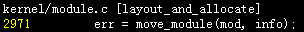 kernel/module.c [layout_and_allocate]
2971 err = move_module(mod, info);